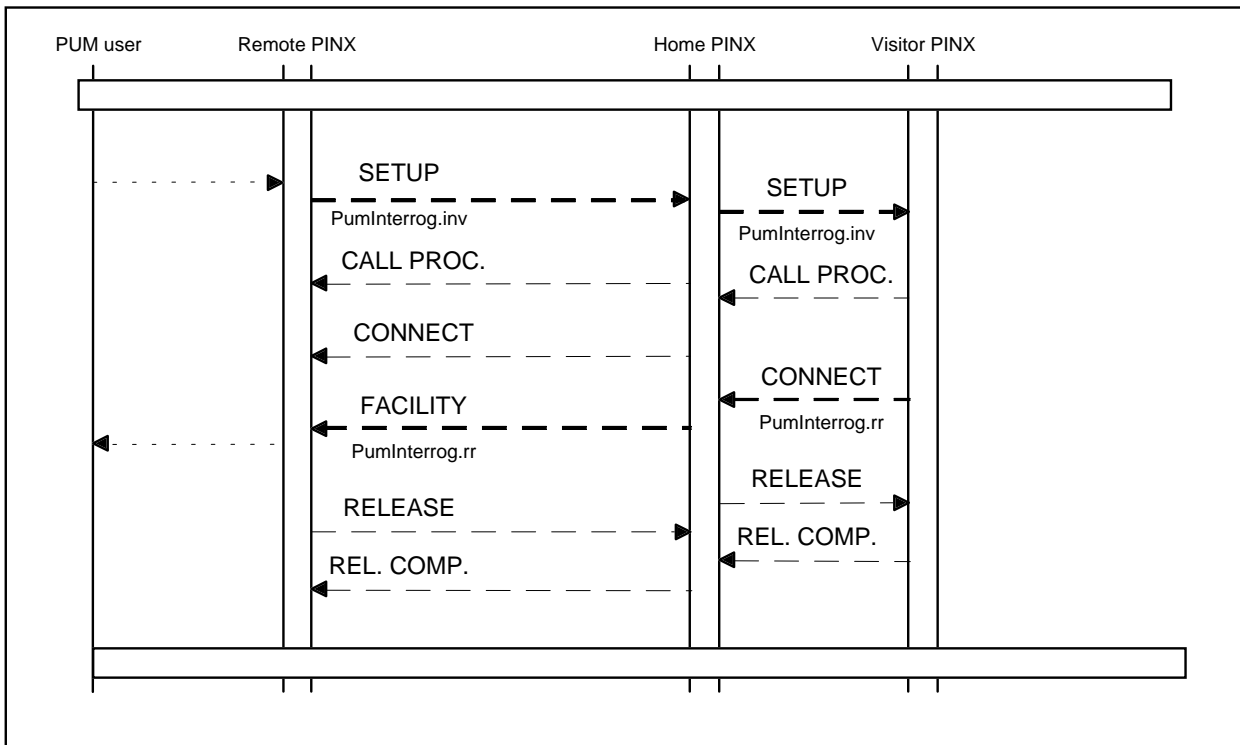 PUM user Remote PINX Home PINX Visitor PINX
SETUP
SETUP
PumInterrog.inv
PumInterrog.inv
CALL PROC.
CALL PROC.
CONNECT
CONNECT
FACILITY
PumInterrog.rr
PumInterrog.rr
RELEASE
RELEASE
REL. COMP.
REL. COMP.